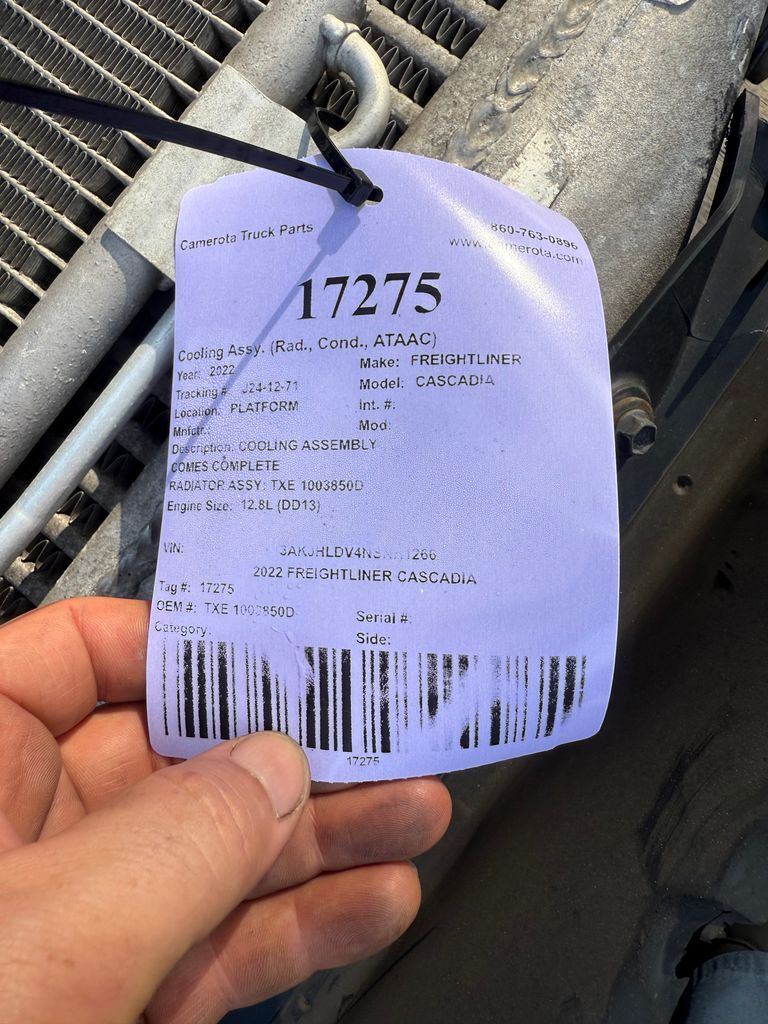 Camerota Truck Parts
860-763-0896
www.camerota.com
17275
Cooling Assy. (Rad., Cond., ATAAC)
Year: 2022
Make: FREIGHTLINER
Tracking #: J24-12-71
Model: CASCADIA
Location: PLATFORM
Int. #:
Mnfctr.:
Mod:
Description: COOLING ASSEMBLY
COMES COMPLETE
RADIATOR ASSY: TXE 1003850D
Engine Size: 12.8L (DD13)
VIN:
2022 FREIGHTLINER CASCADIA
Tag #: 17275
OEM #: TXE 1003850D
Serial #:
Category:
Side:
17275